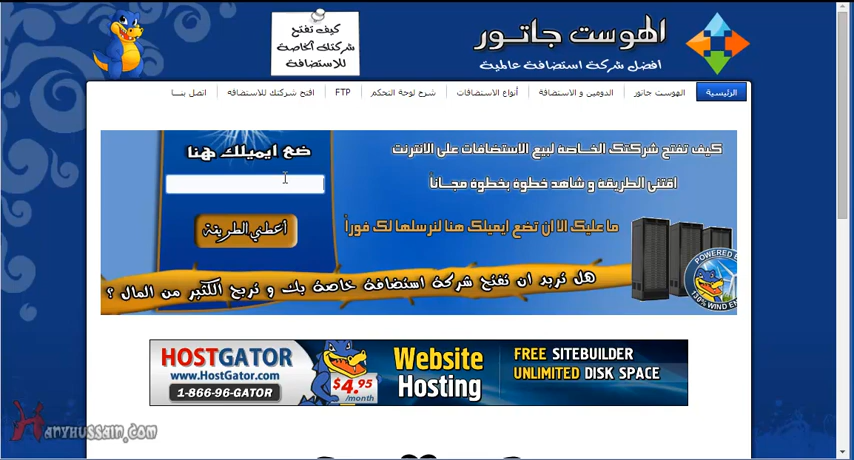 كيف تفتح
شركتك الخاصة
للاستضافة
الهوست جاتور
افضل شركة استضافة عالمية
الرئيسية
الهوست جاتور
الدومين و الاستضافة
أنواع الاستضافات
شرح لوحة التحكم
FTP
افتح شركتك للاستضافه
اتصل بنا
كيف تفتح شركتك الخاصة لبيع الاستضافات على الانترنت
اقتنى الطريقة و شاهد خطوة بخطوة مجاناً
ما عليك الا ان تضع ايميلك هنا لنرسلها لك فوراً
ضع ايميلك هنا
أعطني الطريقة
هل تريد ان تفتح شركة استضافة خاصة بك و تربح الكثير من المال ؟
POWERED
130% WIND
HOSTGATOR
www.HostGator.com
1-866-96-GATOR
$4.95
/month
Website
Hosting
FREE SITEBUILDER
UNLIMITED DISK SPACE
Hanyhussain.com